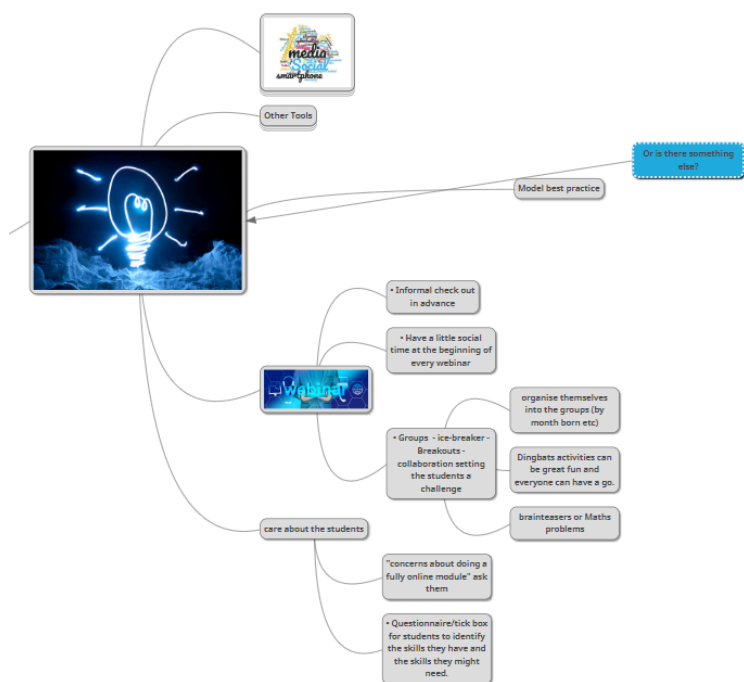 media
Social
smartphone
Other Tools
Or is there something
else?
Model best practice
• Informal check out
in advance
• Have a little social
time at the beginning of
every webinar
webinar
• Groups - ice-breaker -
Breakouts -
collaboration setting
the students a
challenge
organise themselves
into the groups (by
month born etc)
Dingbats activities can
be great fun and
everyone can have a go.
brainteasers or Maths
problems
care about the students
"concerns about doing a
fully online module" ask
them
• Questionnaire/tick box
for students to identify
the skills they have and
the skills they might
need.